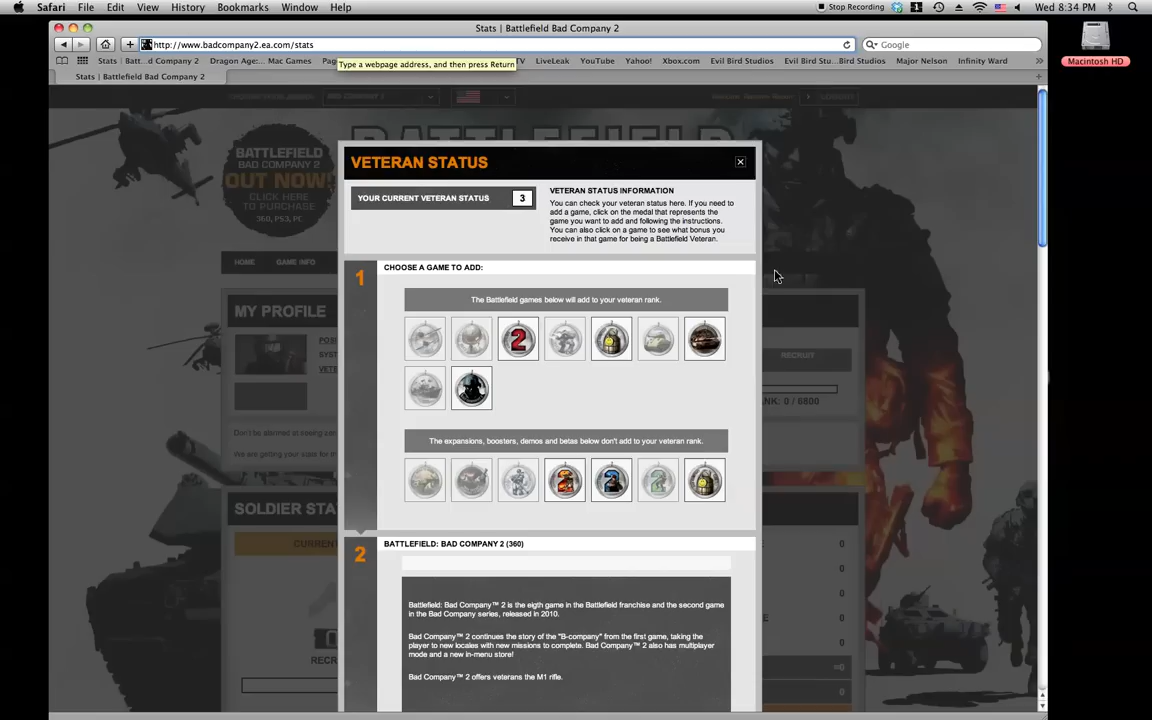 Safari File Edit View History Bookmarks Window Help
Stop Recording Wed 8:34 PM
Stats | Battlefield Bad Company 2
http://www.badcompany2.ea.com/stats
Google
Type a webpage address, and then press Return
Stats | Batt...d Company 2 Dragon Age:... Mac Games LiveLeak YouTube Yahoo! Xbox.com Evil Bird Studios Evil Bird Stu...Bird Studios Major Nelson Infinity Ward
Stats | Battlefield Bad Company 2
Macintosh HD
BATTLEFIELD
BATTLEFIELD
BAD COMPANY 2
OUT NOW!
CLICK HERE
TO PURCHASE
360, PS3, PC
HOME GAME INFO
MY PROFILE
RECRUIT
RANK: 0 / 6800
SOLDIER STA
CURRENT
RECR
VETERAN STATUS
YOUR CURRENT VETERAN STATUS 3
VETERAN STATUS INFORMATION
You can check your veteran status here. If you need to
add a game, click on the medal that represents the
game you want to add and following the instructions.
You can also click on a game to see what bonus you
receive in that game for being a Battlefield Veteran.
1 CHOOSE A GAME TO ADD:
The Battlefield games below will add to your veteran rank.
The expansions, boosters, demos and betas below don't add to your veteran rank.
2 BATTLEFIELD: BAD COMPANY 2 (360)
Battlefield: Bad Company™ 2 is the eigth game in the Battlefield franchise and the second game
in the Bad Company series, released in 2010.
Bad Company™ 2 continues the story of the "B-company" from the first game, taking the
player to new locales with new missions to complete. Bad Company™ 2 also has multiplayer
mode and a new in-menu store!
Bad Company™ 2 offers veterans the M1 rifle.